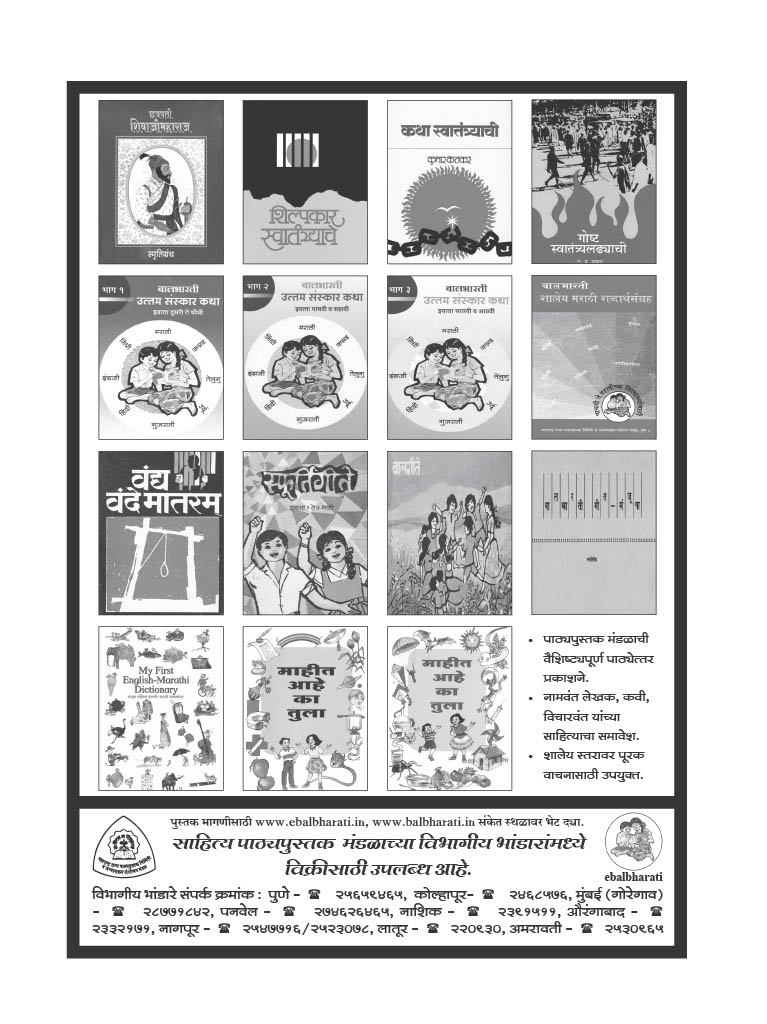 छत्रपती
शिवाजीमहाराज
स्मृतिग्रंथ
शिल्पकार
स्वातंत्र्याचे
कथा स्वातंत्र्याची
कुमार केतकर
गोष्ट
स्वातंत्र्यलढ्याची
भाग १
बालभारती
उत्तम संस्कार कथा
इयत्ता दुसरी ते चौथी
मराठी
सिंधी
कन्नड
इंग्रजी
तेलुगु
हिंदी
उर्दू
गुजराती
भाग २
बालभारती
उत्तम संस्कार कथा
इयत्ता पाचवी व सहावी
मराठी
सिंधी
कन्नड
इंग्रजी
तेलुगु
हिंदी
उर्दू
गुजराती
भाग ३
बालभारती
उत्तम संस्कार कथा
इयत्ता सातवी व आठवी
मराठी
सिंधी
कन्नड
इंग्रजी
तेलुगु
हिंदी
उर्दू
गुजराती
बालभारती
शालेय मराठी शब्दार्थसंग्रह
वंद्य
वंदे मातरम
बालगीते
My First
English-Marathi
Dictionary
माहीत
आहे
का
तुला
माहीत
आहे
का
तुला
• पाठ्यपुस्तक मंडळाची
वैशिष्ट्यपूर्ण पाठ्येत्तर
प्रकाशने.
• नामवंत लेखक, कवी,
विचारवंत यांच्या
साहित्याचा समावेश.
• शालेय स्तरावर पूरक
वाचनासाठी उपयुक्त.
पुस्तक मागणीसाठी www.ebalbharati.in, www.balbharati.in संकेत स्थळावर भेट द्या.
साहित्य पाठ्यपुस्तक मंडळाच्या विभागीय भांडारांमध्ये
विक्रीसाठी उपलब्ध आहे.
ebalbharati
विभागीय भांडारे संपर्क क्रमांक : पुणे - ☎ २५६५९४६५, कोल्हापूर- ☎ २४६८५७६, मुंबई (गोरेगाव)
- ☎ २८७७१८४२, पनवेल - ☎ २७४६२६४६५, नाशिक - ☎ २३९१५११, औरंगाबाद - ☎
२३३२१७१, नागपूर - ☎ २५४७७१६/२५२३०७८, लातूर - ☎ २२०९३०, अमरावती - ☎ २५३०९६५